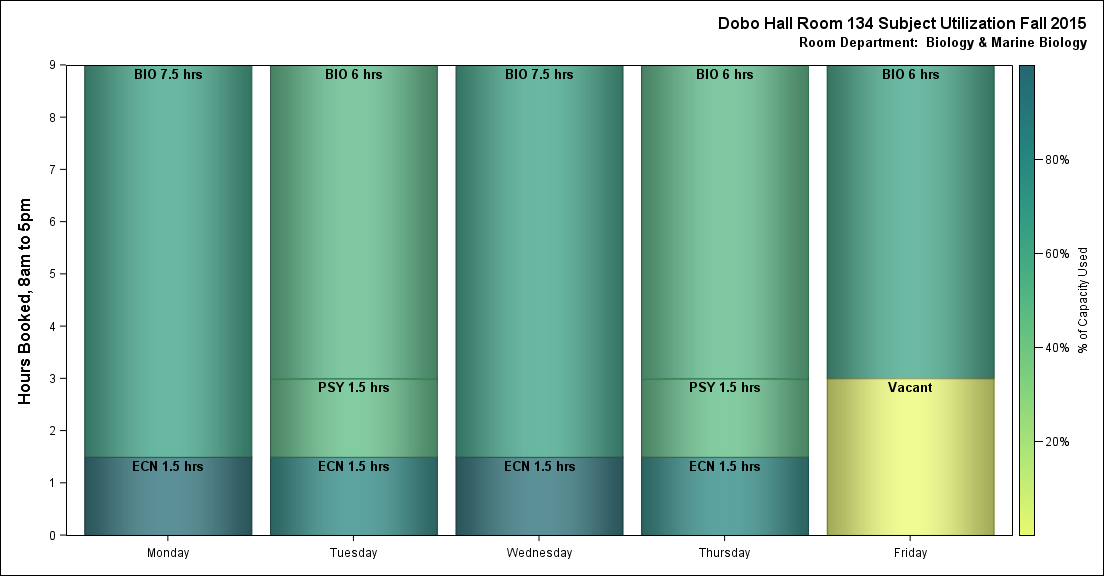 Dobo Hall Room 134 Subject Utilization Fall 2015
Room Department: Biology & Marine Biology
Hours Booked, 8am to 5pm
9
8
7
6
5
4
3
2
1
0
BIO 7.5 hrs
BIO 6 hrs
BIO 7.5 hrs
BIO 6 hrs
BIO 6 hrs
PSY 1.5 hrs
PSY 1.5 hrs
Vacant
ECN 1.5 hrs
ECN 1.5 hrs
ECN 1.5 hrs
ECN 1.5 hrs
Monday
Tuesday
Wednesday
Thursday
Friday
80%
60%
40%
20%
% of Capacity Used